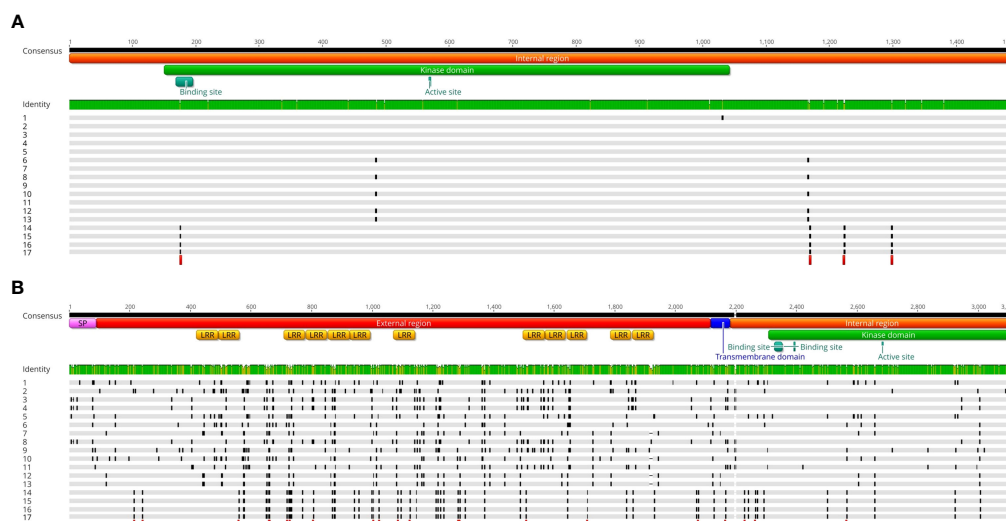 A
1 100 200 300 400 500 600 700 800 900 1,000 1,100 1,200 1,300 1,400
Consensus
Internal region
Kinase domain
Binding site Active site
Identity
1
2
3
4
5
6
7
8
9
10
11
12
13
14
15
16
17
B
1 200 400 600 800 1,000 1,200 1,400 1,600 1,800 2,000 2,200 2,400 2,600 2,800 3,000
Consensus
SP External region Internal region
LRR LRR LRR LRR LRR LRR LRR LRR LRR LRR LRR LRR Kinase domain
Binding site Binding site
Transmembrane domain Active site
Identity
1
2
3
4
5
6
7
8
9
10
11
12
13
14
15
16
17